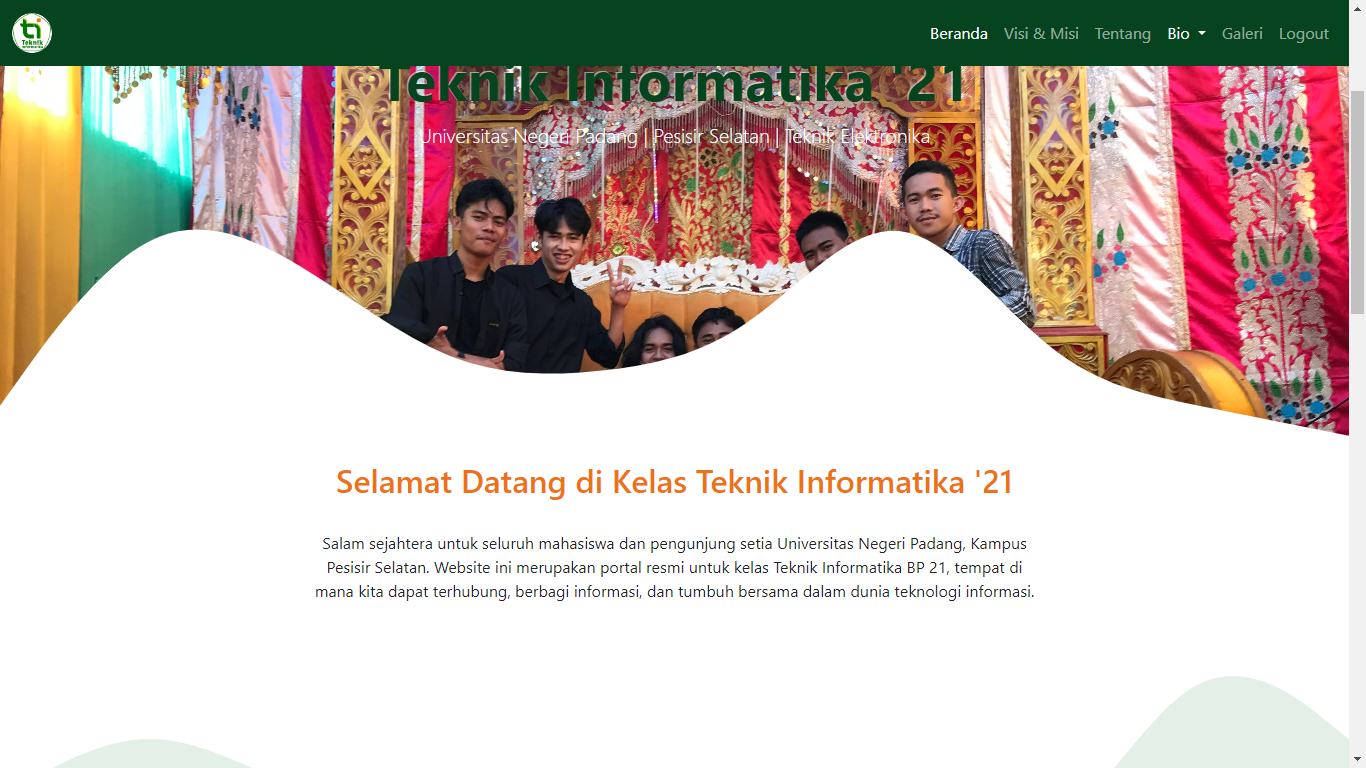 ti
Teknik
Informatika
Beranda Visi & Misi Tentang Bio Galeri Logout
Teknik Informatika '21
Universitas Negeri Padang | Pesisir Selatan | Teknik Elektronika
Selamat Datang di Kelas Teknik Informatika '21
Salam sejahtera untuk seluruh mahasiswa dan pengunjung setia Universitas Negeri Padang, Kampus
Pesisir Selatan. Website ini merupakan portal resmi untuk kelas Teknik Informatika BP 21, tempat di
mana kita dapat terhubung, berbagi informasi, dan tumbuh bersama dalam dunia teknologi informasi.